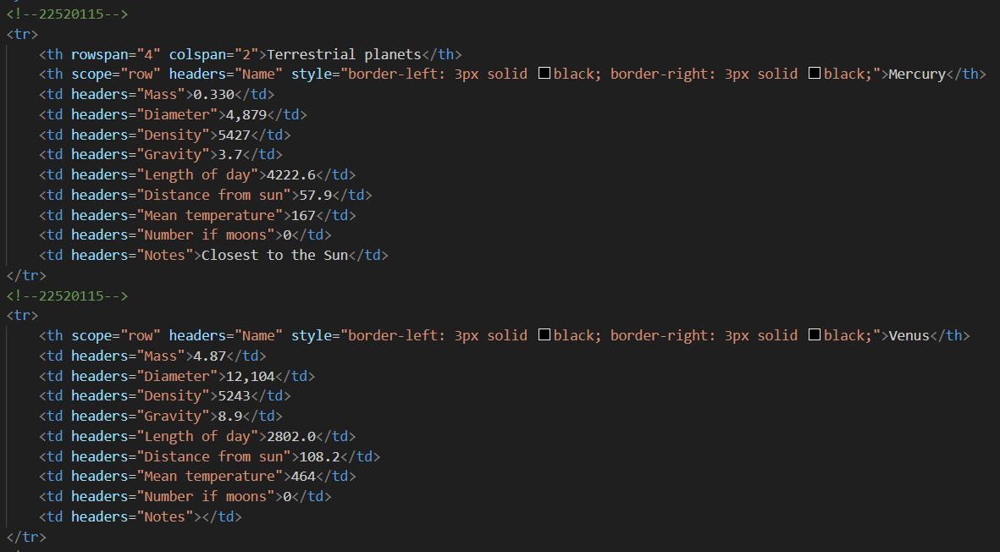 <!--22520115-->
<tr>
    <th rowspan="4" colspan="2">Terrestrial planets</th>
    <th scope="row" headers="Name" style="border-left: 3px solid black; border-right: 3px solid black;">Mercury</th>
    <td headers="Mass">0.330</td>
    <td headers="Diameter">4,879</td>
    <td headers="Density">5427</td>
    <td headers="Gravity">3.7</td>
    <td headers="Length of day">4222.6</td>
    <td headers="Distance from sun">57.9</td>
    <td headers="Mean temperature">167</td>
    <td headers="Number if moons">0</td>
    <td headers="Notes">Closest to the Sun</td>
</tr>
<!--22520115-->
<tr>
    <th scope="row" headers="Name" style="border-left: 3px solid black; border-right: 3px solid black;">Venus</th>
    <td headers="Mass">4.87</td>
    <td headers="Diameter">12,104</td>
    <td headers="Density">5243</td>
    <td headers="Gravity">8.9</td>
    <td headers="Length of day">2802.0</td>
    <td headers="Distance from sun">108.2</td>
    <td headers="Mean temperature">464</td>
    <td headers="Number if moons">0</td>
    <td headers="Notes"></td>
</tr>